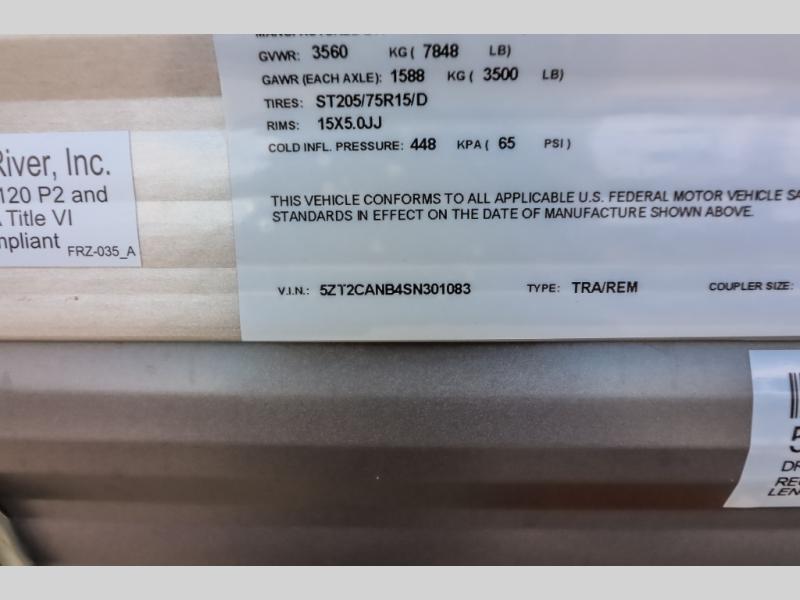 GVWR: 3560 KG ( 7848 LB)
GAWR (EACH AXLE): 1588 KG ( 3500 LB)
TIRES: ST205/75R15/D
RIMS: 15X5.0JJ
COLD INFL. PRESSURE: 448 KPA ( 65 PSI )
THIS VEHICLE CONFORMS TO ALL APPLICABLE U.S. FEDERAL MOTOR VEHICLE
STANDARDS IN EFFECT ON THE DATE OF MANUFACTURE SHOWN ABOVE.
V.I.N.: 5ZT2CANB4SN301083 TYPE: TRA/REM COUPLER SIZE:
River, Inc.
120 P2 and
Title VI
FRZ-035_A
5